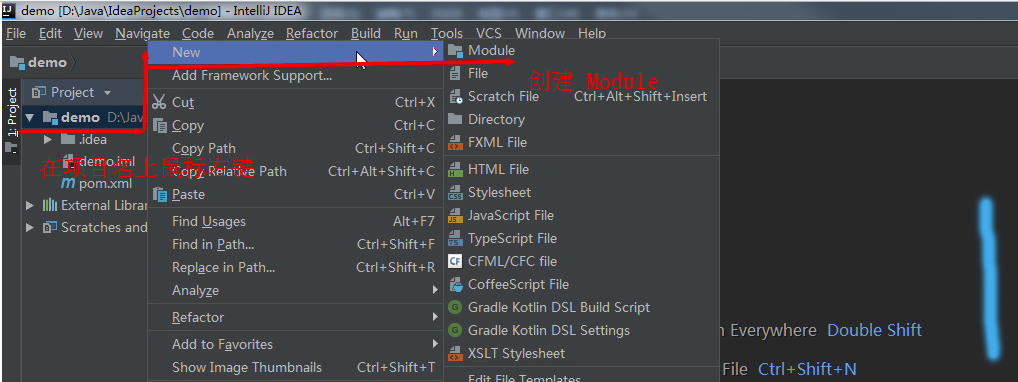 demo [D:\Java\IdeaProjects\demo] - IntelliJ IDEA
File Edit View Navigate Code Analyze Refactor Build Run Tools VCS Window Help
demo
1: Project
Project
demo D:\Jav
.idea
demo.iml
pom.xml
External Librar
Scratches and
在项目名上鼠标右键
New
Add Framework Support...
Cut Ctrl+X
Copy Ctrl+C
Copy Path Ctrl+Shift+C
Copy Relative Path Ctrl+Alt+Shift+C
Paste Ctrl+V
Find Usages Alt+F7
Find in Path... Ctrl+Shift+F
Replace in Path... Ctrl+Shift+R
Analyze
Refactor
Add to Favorites
Show Image Thumbnails Ctrl+Shift+T
Module
创建 Module
File
Scratch File Ctrl+Alt+Shift+Insert
Directory
FXML File
HTML File
Stylesheet
JavaScript File
TypeScript File
CFML/CFC file
CoffeeScript File
Gradle Kotlin DSL Build Script
Gradle Kotlin DSL Settings
XSLT Stylesheet
Edit File Templates
Everywhere Double Shift
File Ctrl+Shift+N